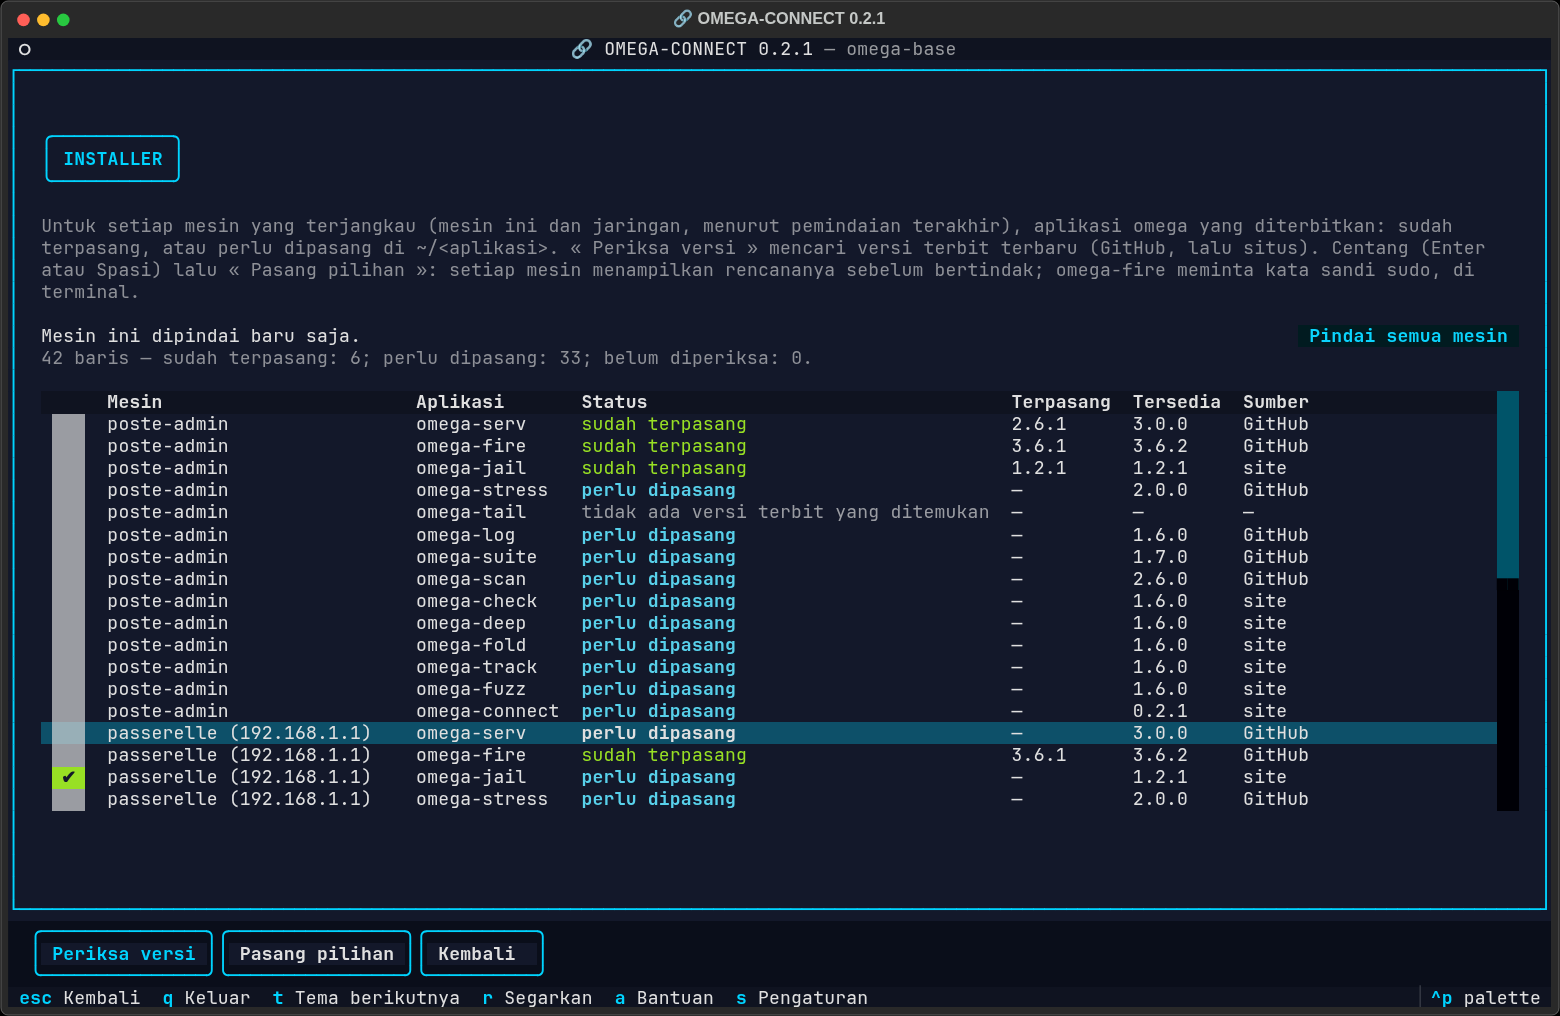 🔗 OMEGA-CONNECT 0.2.1
O 🔗 OMEGA-CONNECT 0.2.1 — omega-base
INSTALLER
Untuk setiap mesin yang terjangkau (mesin ini dan jaringan, menurut pemindaian terakhir), aplikasi omega yang diterbitkan: sudah
terpasang, atau perlu dipasang di ~/<aplikasi>. « Periksa versi » mencari versi terbit terbaru (GitHub, lalu situs). Centang (Enter
atau Spasi) lalu « Pasang pilihan »: setiap mesin menampilkan rencananya sebelum bertindak; omega-fire meminta kata sandi sudo, di
terminal.
Mesin ini dipindai baru saja. Pindai semua mesin
42 baris — sudah terpasang: 6; perlu dipasang: 33; belum diperiksa: 0.
Mesin Aplikasi Status Terpasang Tersedia Sumber
poste-admin omega-serv sudah terpasang 2.6.1 3.0.0 GitHub
poste-admin omega-fire sudah terpasang 3.6.1 3.6.2 GitHub
poste-admin omega-jail sudah terpasang 1.2.1 1.2.1 site
poste-admin omega-stress perlu dipasang — 2.0.0 GitHub
poste-admin omega-tail tidak ada versi terbit yang ditemukan — — —
poste-admin omega-log perlu dipasang — 1.6.0 GitHub
poste-admin omega-suite perlu dipasang — 1.7.0 GitHub
poste-admin omega-scan perlu dipasang — 2.6.0 GitHub
poste-admin omega-check perlu dipasang — 1.6.0 site
poste-admin omega-deep perlu dipasang — 1.6.0 site
poste-admin omega-fold perlu dipasang — 1.6.0 site
poste-admin omega-track perlu dipasang — 1.6.0 site
poste-admin omega-fuzz perlu dipasang — 1.6.0 site
poste-admin omega-connect perlu dipasang — 0.2.1 site
passerelle (192.168.1.1) omega-serv perlu dipasang — 3.0.0 GitHub
passerelle (192.168.1.1) omega-fire sudah terpasang 3.6.1 3.6.2 GitHub
✔ passerelle (192.168.1.1) omega-jail perlu dipasang — 1.2.1 site
passerelle (192.168.1.1) omega-stress perlu dipasang — 2.0.0 GitHub
Periksa versi Pasang pilihan Kembali
esc Kembali q Keluar t Tema berikutnya r Segarkan a Bantuan s Pengaturan ^p palette